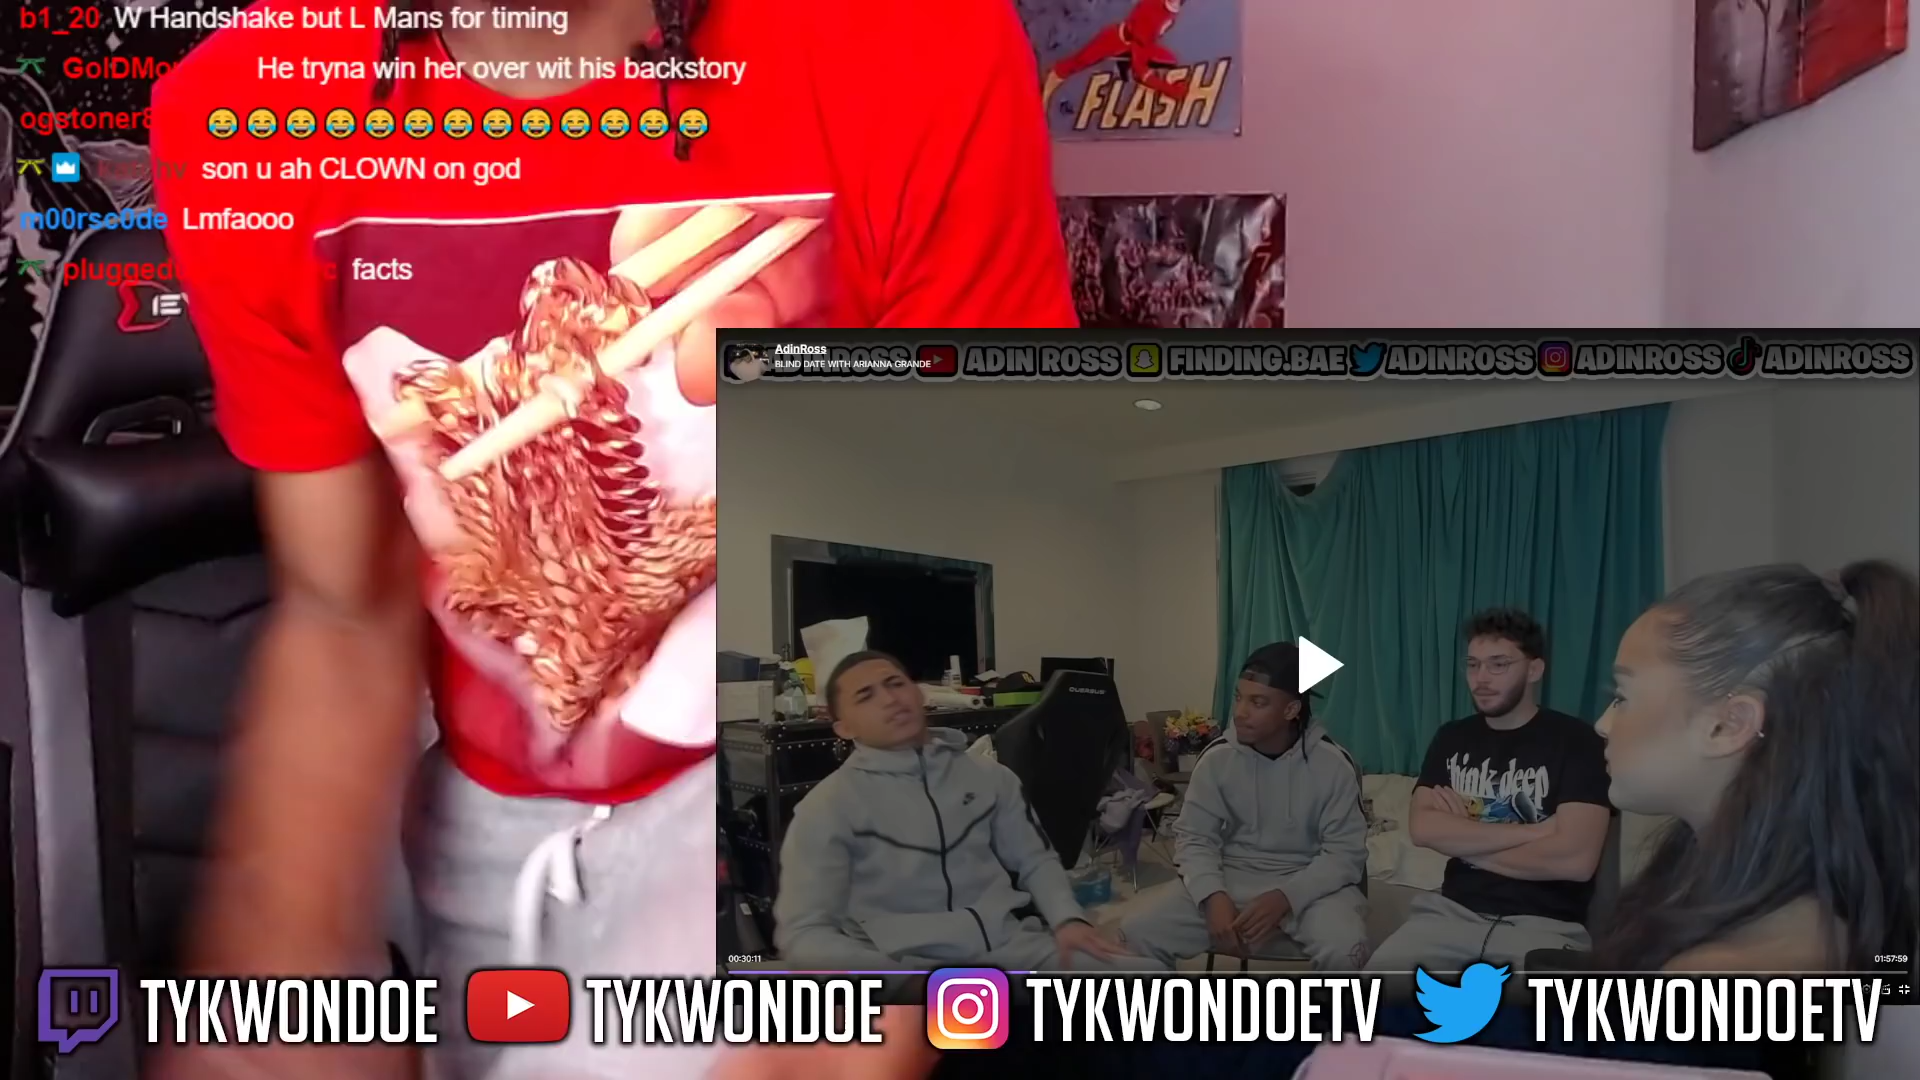 b1_20 W Handshake but L Mans for timing
He tryna win her over wit his backstory
😂😂😂😂😂😂😂😂😂😂😂😂😂
son u ah CLOWN on god
m00rsc0de Lmfaooo
facts
FLASH
AdinRoss
BLIND DATE WITH ARIANNA GRANDE
ADIN ROSS FINDING.BAE ADINROSS ADINROSS ADINROSS
think deep
00:30:11
01:57:59
TYKWONDOE TYKWONDOE TYKWONDOETV TYKWONDOETV